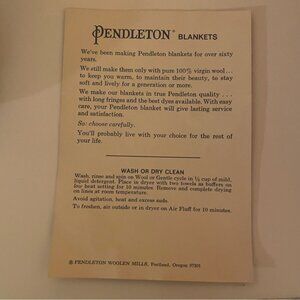 PENDLETON® BLANKETS
We've been making Pendleton blankets for over sixty
years.
We still make them only with pure 100% virgin wool...
to keep you warm, to maintain their beauty, to stay
soft and lively for a generation or more.
We make our blankets in true Pendleton quality . . .
with long fringes and the best dyes available. With easy
care, your Pendleton blanket will give lasting service
and satisfaction.
So: choose carefully.
You'll probably live with your choice for the rest of
your life.
WASH OR DRY CLEAN
Wash, rinse and spin on Wool or Gentle cycle in ½ cup of mild,
liquid detergent. Place in dryer with two towels as buffers on
low heat setting for 10 minutes. Remove and complete drying
on lines at room temperature.
Avoid agitation, heat and excess suds.
To freshen, air outside or in dryer on Air Fluff for 10 minutes.
® PENDLETON WOOLEN MILLS, Portland, Oregon 97201